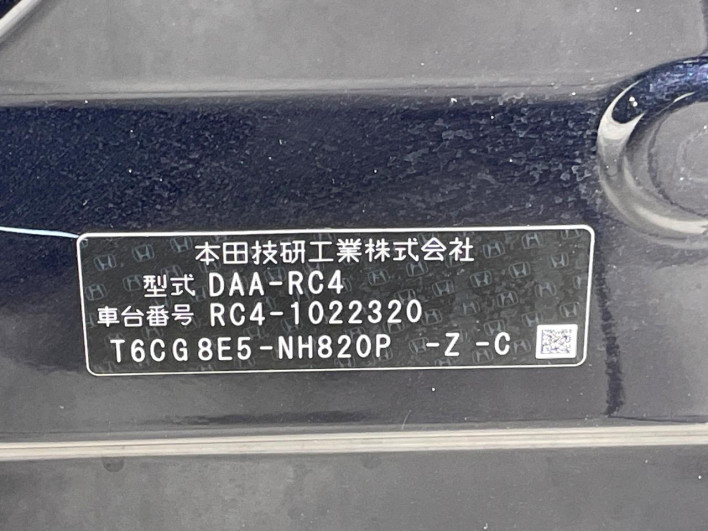 本田技研工業株式会社
型式 DAA-RC4
車台番号 RC4-1022320
T6CG8E5-NH820P -Z-C